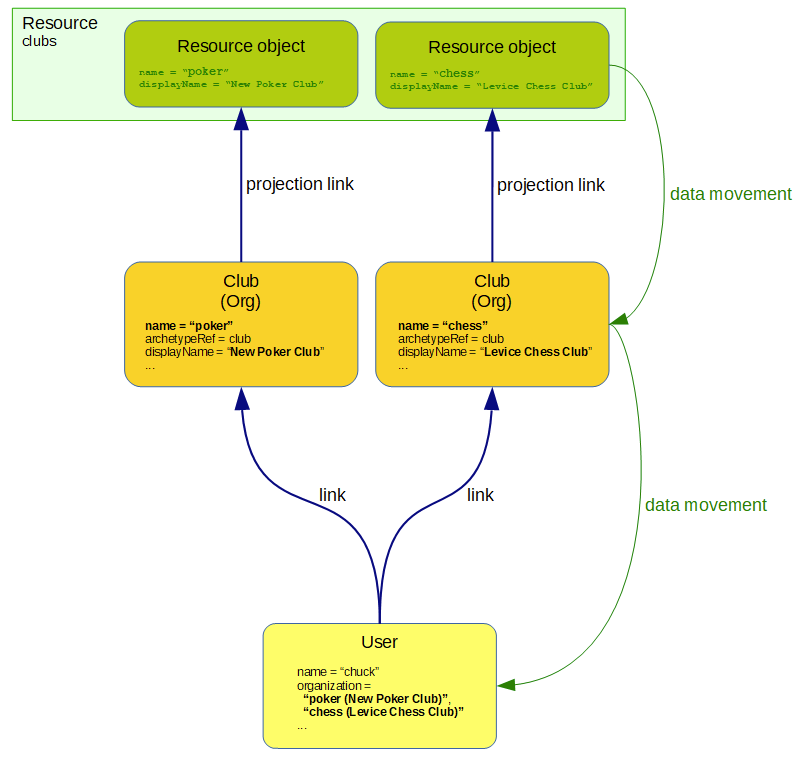 Resource
clubs
Resource object
name = “poker”
displayName = “New Poker Club”
Resource object
name = “chess”
displayName = “Levice Chess Club”
projection link
projection link
data movement
Club
(Org)
name = “poker”
archetypeRef = club
displayName = “New Poker Club”
...
Club
(Org)
name = “chess”
archetypeRef = club
displayName = “Levice Chess Club”
...
link
link
data movement
User
name = “chuck”
organization =
“poker (New Poker Club)”,
“chess (Levice Chess Club)”
...